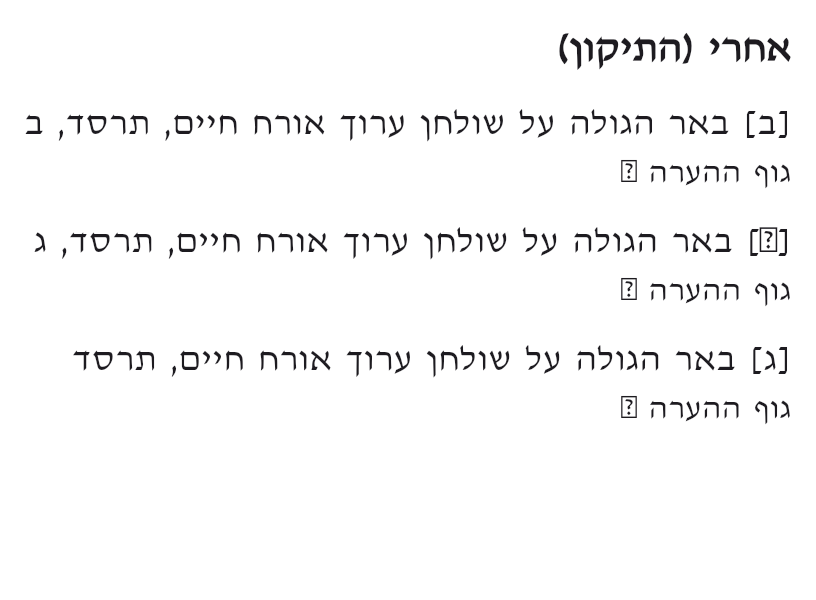 אחרי (התיקון)
[ב] באר הגולה על שולחן ערוך אורח חיים, תרסד, ב
גוף ההערה
[] באר הגולה על שולחן ערוך אורח חיים, תרסד, ג
גוף ההערה
[ג] באר הגולה על שולחן ערוך אורח חיים, תרסד
גוף ההערה